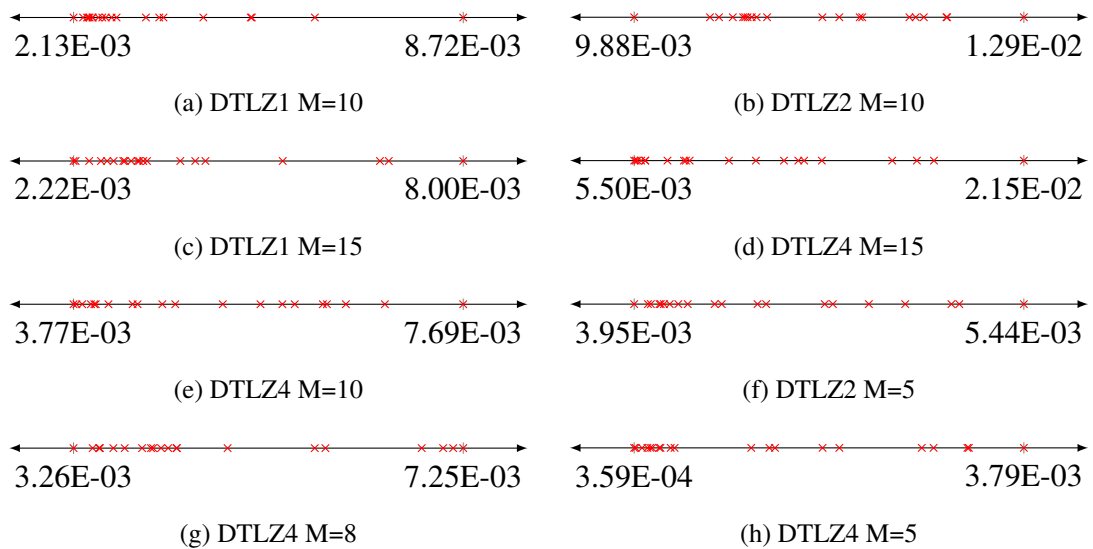 2.13E-03 8.72E-03
(a) DTLZ1 M=10
9.88E-03 1.29E-02
(b) DTLZ2 M=10
2.22E-03 8.00E-03
(c) DTLZ1 M=15
5.50E-03 2.15E-02
(d) DTLZ4 M=15
3.77E-03 7.69E-03
(e) DTLZ4 M=10
3.95E-03 5.44E-03
(f) DTLZ2 M=5
3.26E-03 7.25E-03
(g) DTLZ4 M=8
3.59E-04 3.79E-03
(h) DTLZ4 M=5